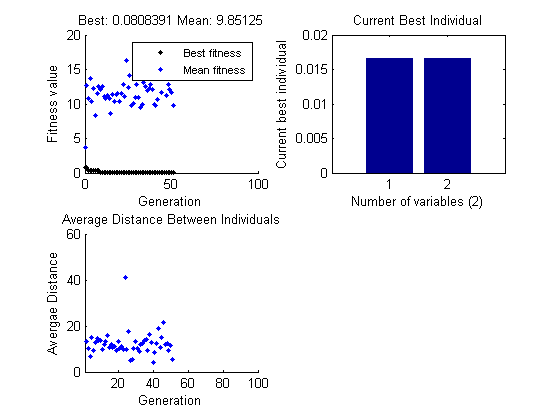 Best: 0.0808391 Mean: 9.85125
20
15
10
5
0
Fitness value
Best fitness
Mean fitness
0
50
100
Generation
Current Best Individual
0.02
0.015
0.01
0.005
0
Current best individual
1
2
Number of variables (2)
Average Distance Between Individuals
60
40
20
0
Avergae Distance
20
40
60
80
100
Generation